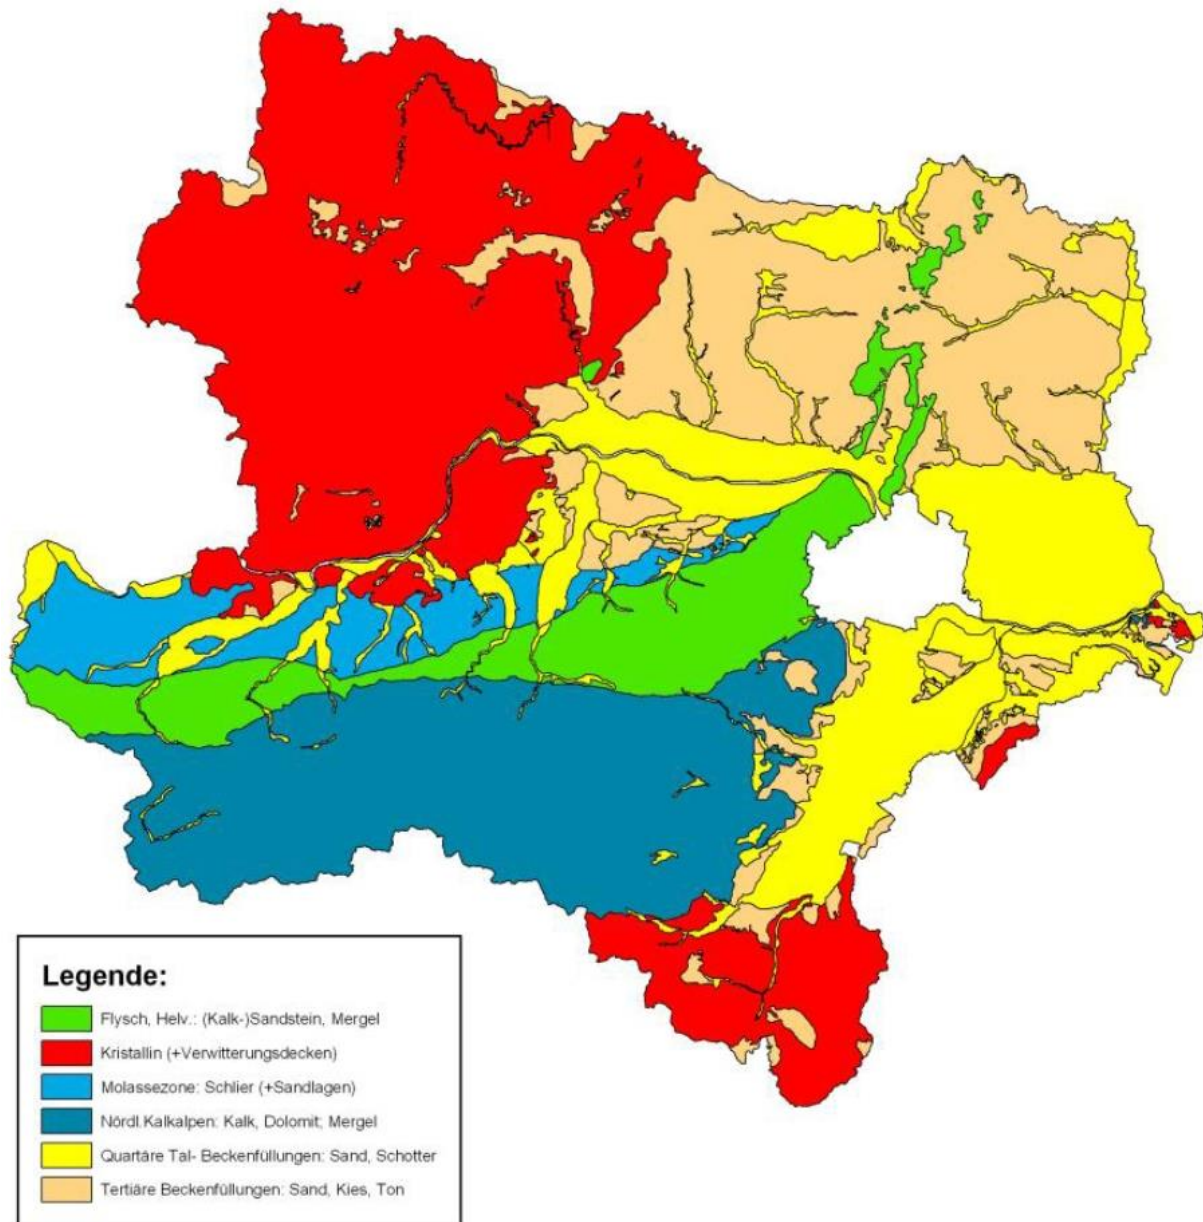 Legende:
Flysch, Helv.: (Kalk-)Sandstein, Mergel
Kristallin (+Verwitterungsdecken)
Molassezone: Schlier (+Sandlagen)
Nördl.Kalkalpen: Kalk, Dolomit; Mergel
Quartäre Tal- Beckenfüllungen: Sand, Schotter
Tertiäre Beckenfüllungen: Sand, Kies, Ton